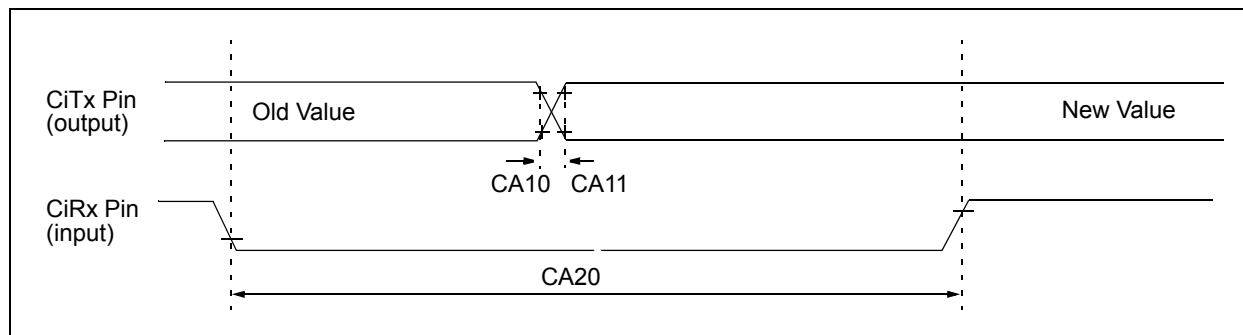 CiTx Pin
(output)
Old Value
New Value
CA10 CA11
CiRx Pin
(input)
CA20